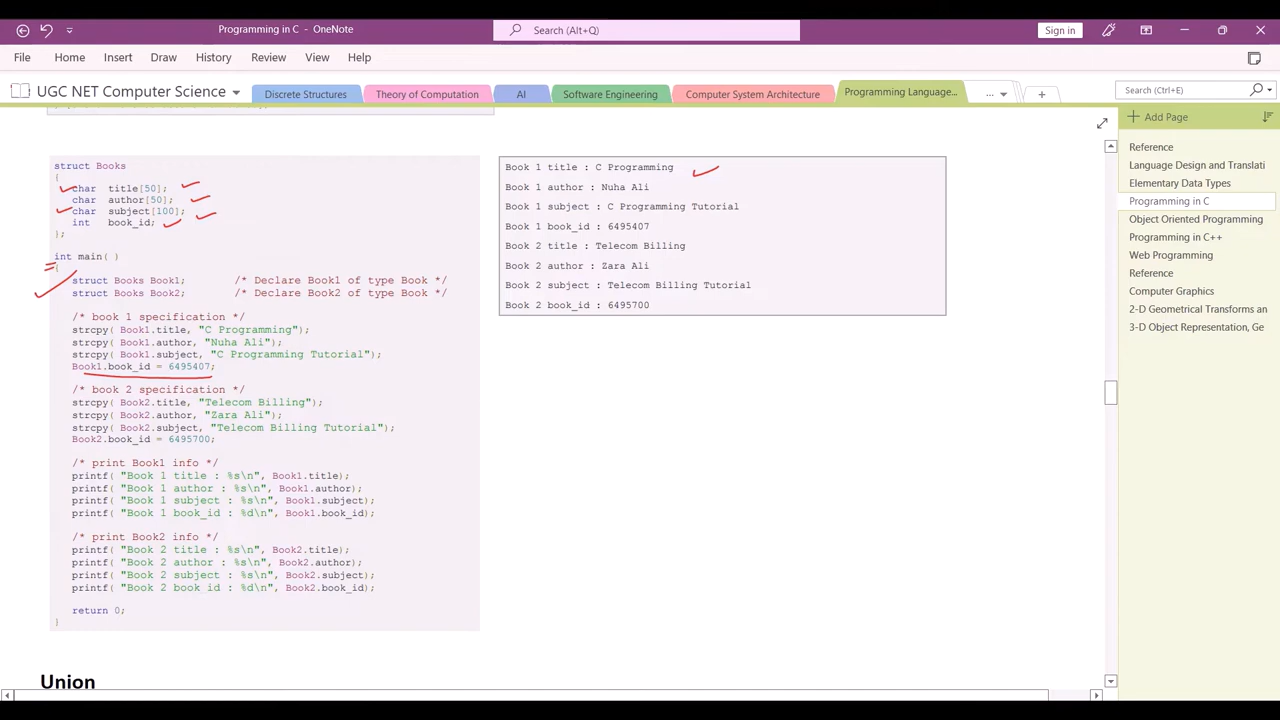 Programming in C - OneNote
Search (Alt+Q)
Sign in
File Home Insert Draw History Review View Help
UGC NET Computer Science
Discrete Structures Theory of Computation AI Software Engineering Computer System Architecture Programming Language... ...
Search (Ctrl+E)
Add Page
Reference
Language Design and Translati
Elementary Data Types
Programming in C
Object Oriented Programming
Programming in C++
Web Programming
Reference
Computer Graphics
2-D Geometrical Transforms an
3-D Object Representation, Ge
struct Books
{
char title[50];
char author[50];
char subject[100];
int book_id;
};
int main( )
{
struct Books Book1; /* Declare Book1 of type Book */
struct Books Book2; /* Declare Book2 of type Book */
/* book 1 specification */
strcpy( Book1.title, "C Programming");
strcpy( Book1.author, "Nuha Ali");
strcpy( Book1.subject, "C Programming Tutorial");
Book1.book_id = 6495407;
/* book 2 specification */
strcpy( Book2.title, "Telecom Billing");
strcpy( Book2.author, "Zara Ali");
strcpy( Book2.subject, "Telecom Billing Tutorial");
Book2.book_id = 6495700;
/* print Book1 info */
printf( "Book 1 title : %s\n", Book1.title);
printf( "Book 1 author : %s\n", Book1.author);
printf( "Book 1 subject : %s\n", Book1.subject);
printf( "Book 1 book_id : %d\n", Book1.book_id);
/* print Book2 info */
printf( "Book 2 title : %s\n", Book2.title);
printf( "Book 2 author : %s\n", Book2.author);
printf( "Book 2 subject : %s\n", Book2.subject);
printf( "Book 2 book id : %d\n", Book2.book_id);
return 0;
}
Book 1 title : C Programming
Book 1 author : Nuha Ali
Book 1 subject : C Programming Tutorial
Book 1 book_id : 6495407
Book 2 title : Telecom Billing
Book 2 author : Zara Ali
Book 2 subject : Telecom Billing Tutorial
Book 2 book_id : 6495700
Union